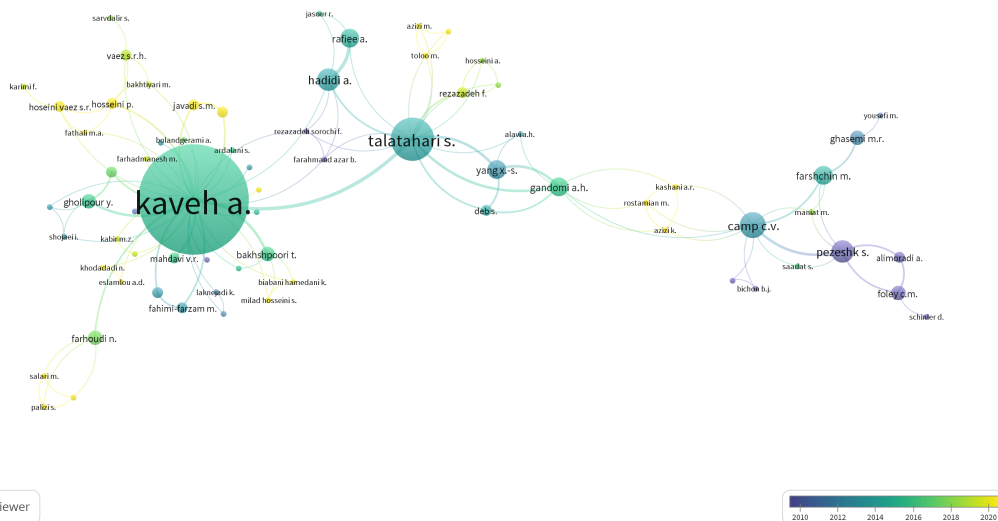 jaser r.
sarvdalir s.
azizi m.
rafiee a.
vaez s.r.h.
toloo m.
hosseini a.
hadidi a.
karimi f.
bakhtiyari m.
rezazadeh f.
hoseini vaez s.r.
hosseini p.
javadi s.m.
yousefi m.
fathali m.a.
rezazadeh sorochi f.
alavi a.h.
ghasemi m.r.
bolandgerami a.
talatahari s.
ardalani s.
farhadmanesh m.
farahmand azar b.
yang x.-s.
farshchin m.
gandomi a.h.
kashani a.r.
gholipour y.
kaveh a.
rostamian m.
deb s.
maniat m.
camp c.v.
azizi k.
shojaei i.
kabir m.z.
pezeshk s.
bakhshpoori t.
mahdavi v.r.
alimoradi a.
khodadadi n.
saadat s.
eslamlou a.d.
biabani hamedani k.
bichon b.j.
laknejadi k.
foley c.m.
milad hosseini s.
fahimi-farzam m.
schinler d.
farhoudi n.
salari m.
palizi s.
iewer
2010 2012 2014 2016 2018 2020